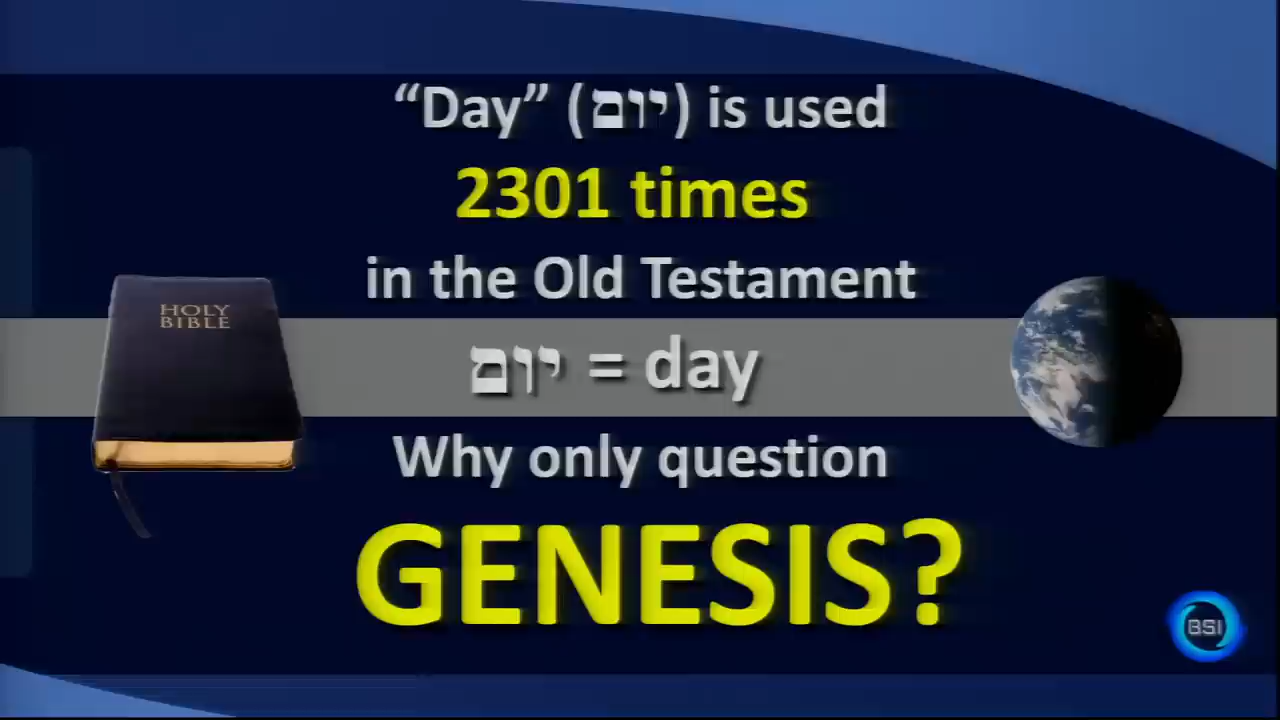 “Day” (יום) is used
2301 times
in the Old Testament
יום = day
Why only question
GENESIS?
HOLY
BIBLE
BSI